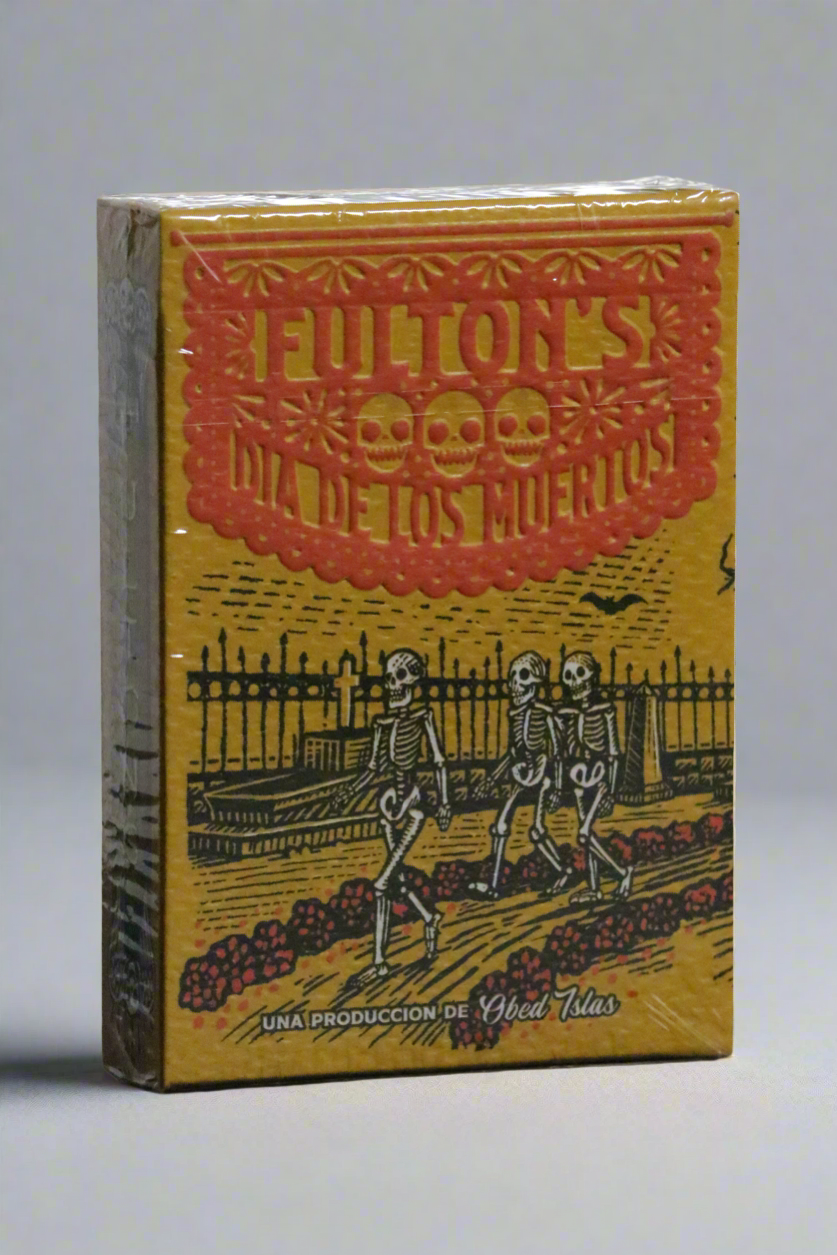 FULTON'S
DIA DE LOS MUERTOS
UNA PRODUCCION DE Obed Islas